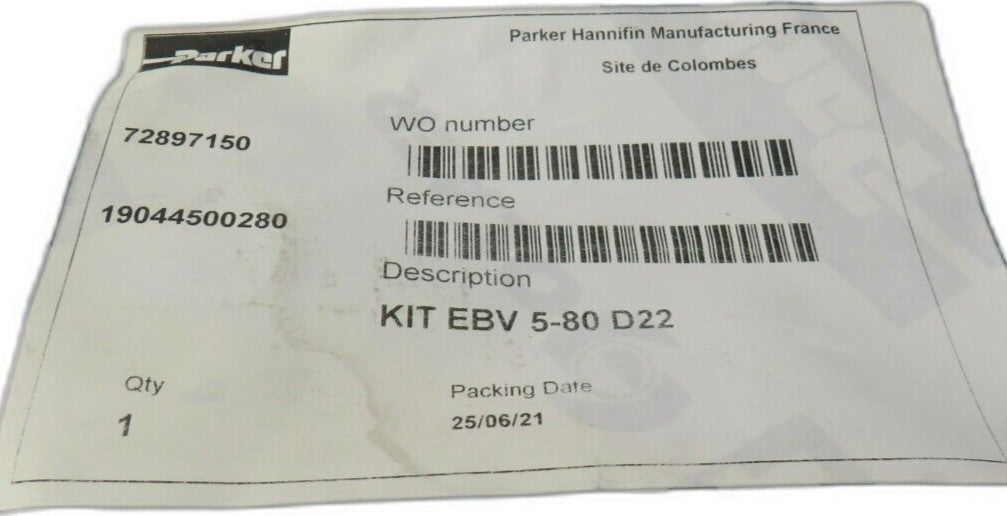 Parker
Parker Hannifin Manufacturing France
Site de Colombes
72897150
WO number
Reference
19044500280
Description
KIT EBV 5-80 D22
Qty
1
Packing Date
25/06/21